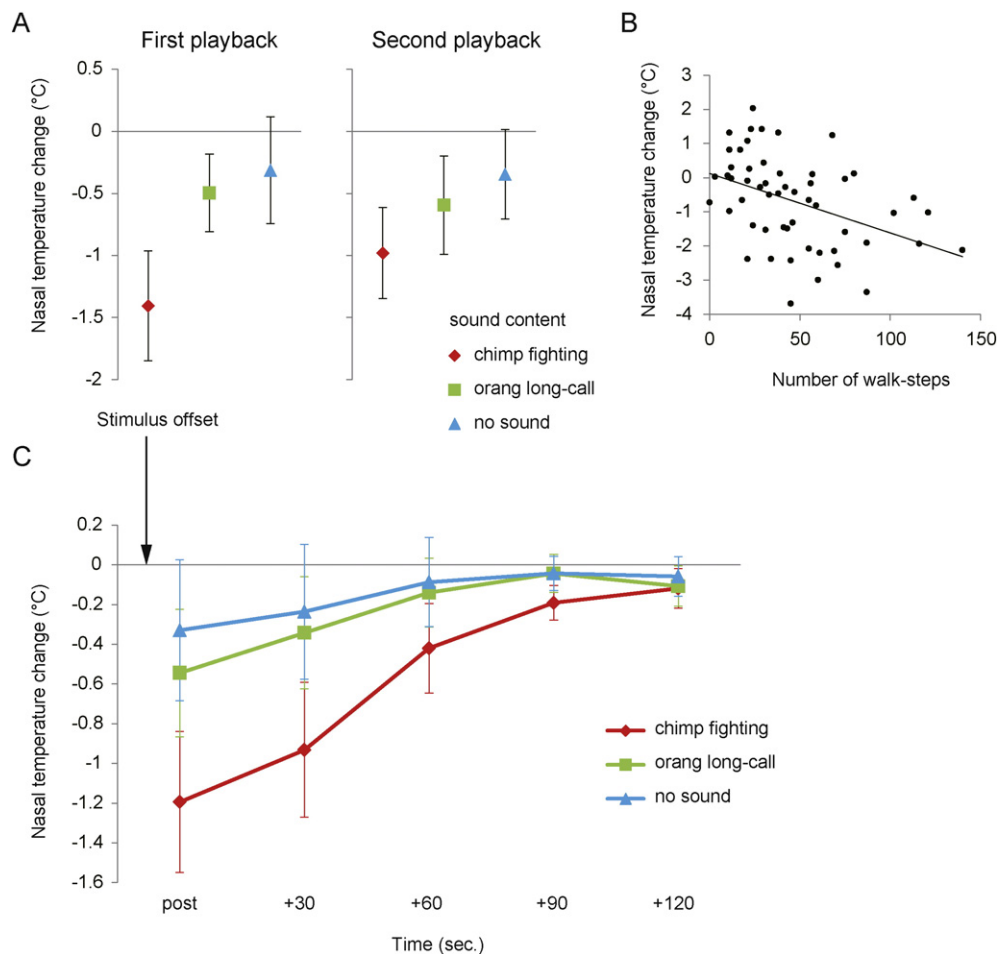 A
First playback
Second playback
Nasal temperature change (°C)
0.5
0
-0.5
-1
-1.5
-2
sound content
chimp fighting
orang long-call
no sound
B
Nasal temperature change (°C)
3
2
1
0
-1
-2
-3
-4
0 50 100 150
Number of walk-steps
Stimulus offset
C
Nasal temperature change (°C)
0.2
0
-0.2
-0.4
-0.6
-0.8
-1
-1.2
-1.4
-1.6
chimp fighting
orang long-call
no sound
post +30 +60 +90 +120
Time (sec.)